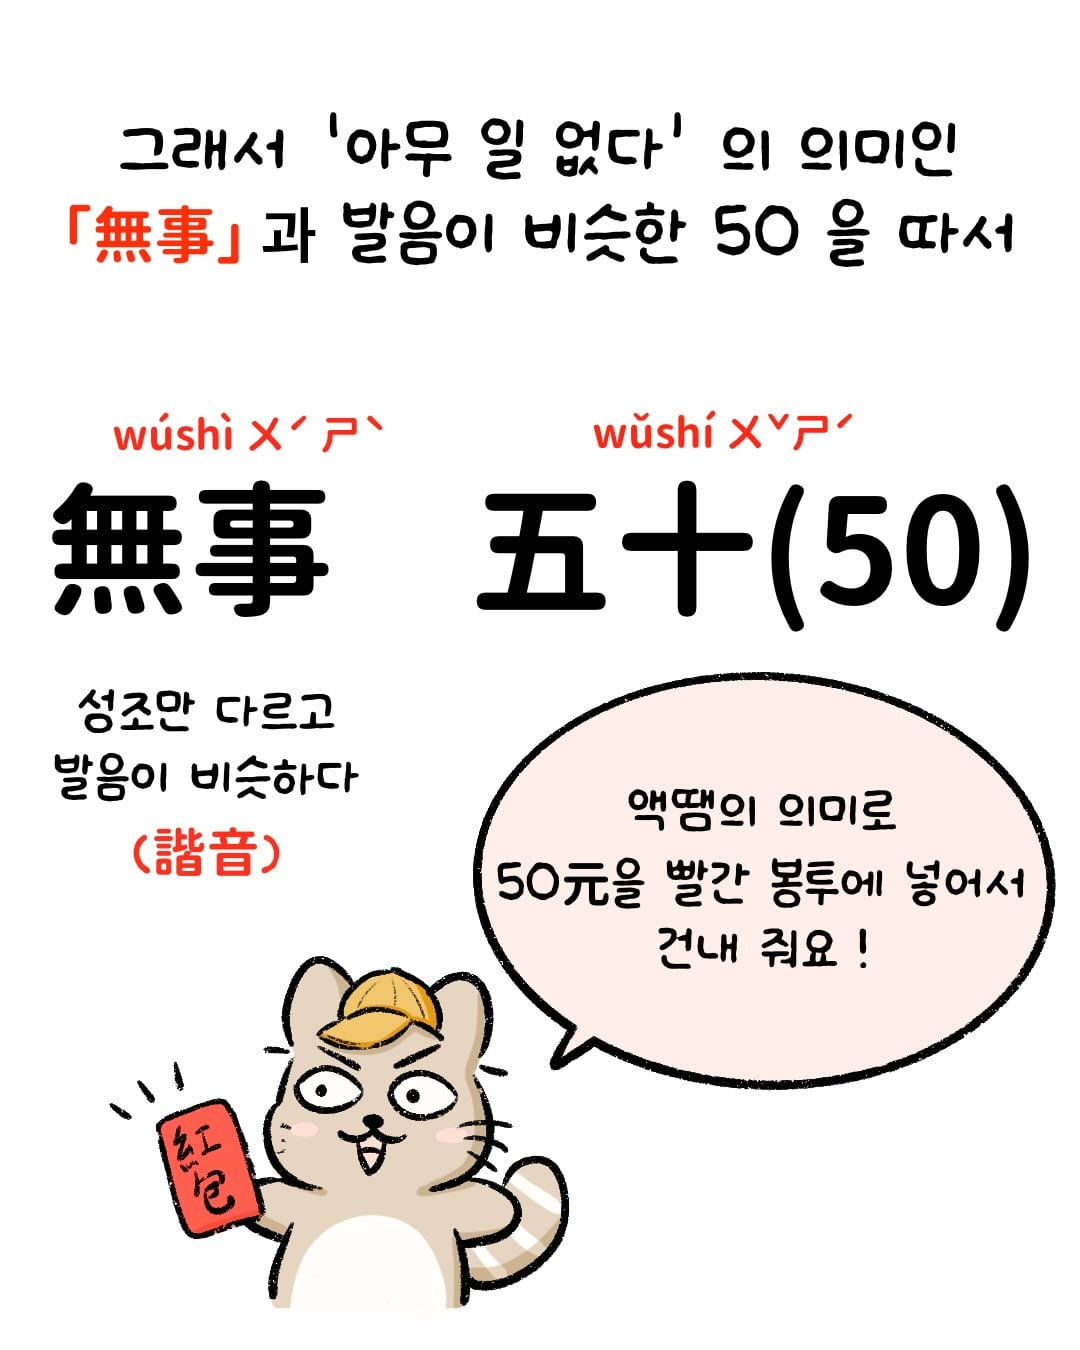 그래서 '아무 일 없다' 의 의미인
「無事」과 발음이 비슷한 50 을 따서
wúshì ㄨˊ ㄕˋ
wǔshí ㄨˇㄕˊ
無事
五十(50)
성조만 다르고
발음이 비슷하다
(諧音)
액땜의 의미로
50元을 빨간 봉투에 넣어서
건내 줘요 !
紅包